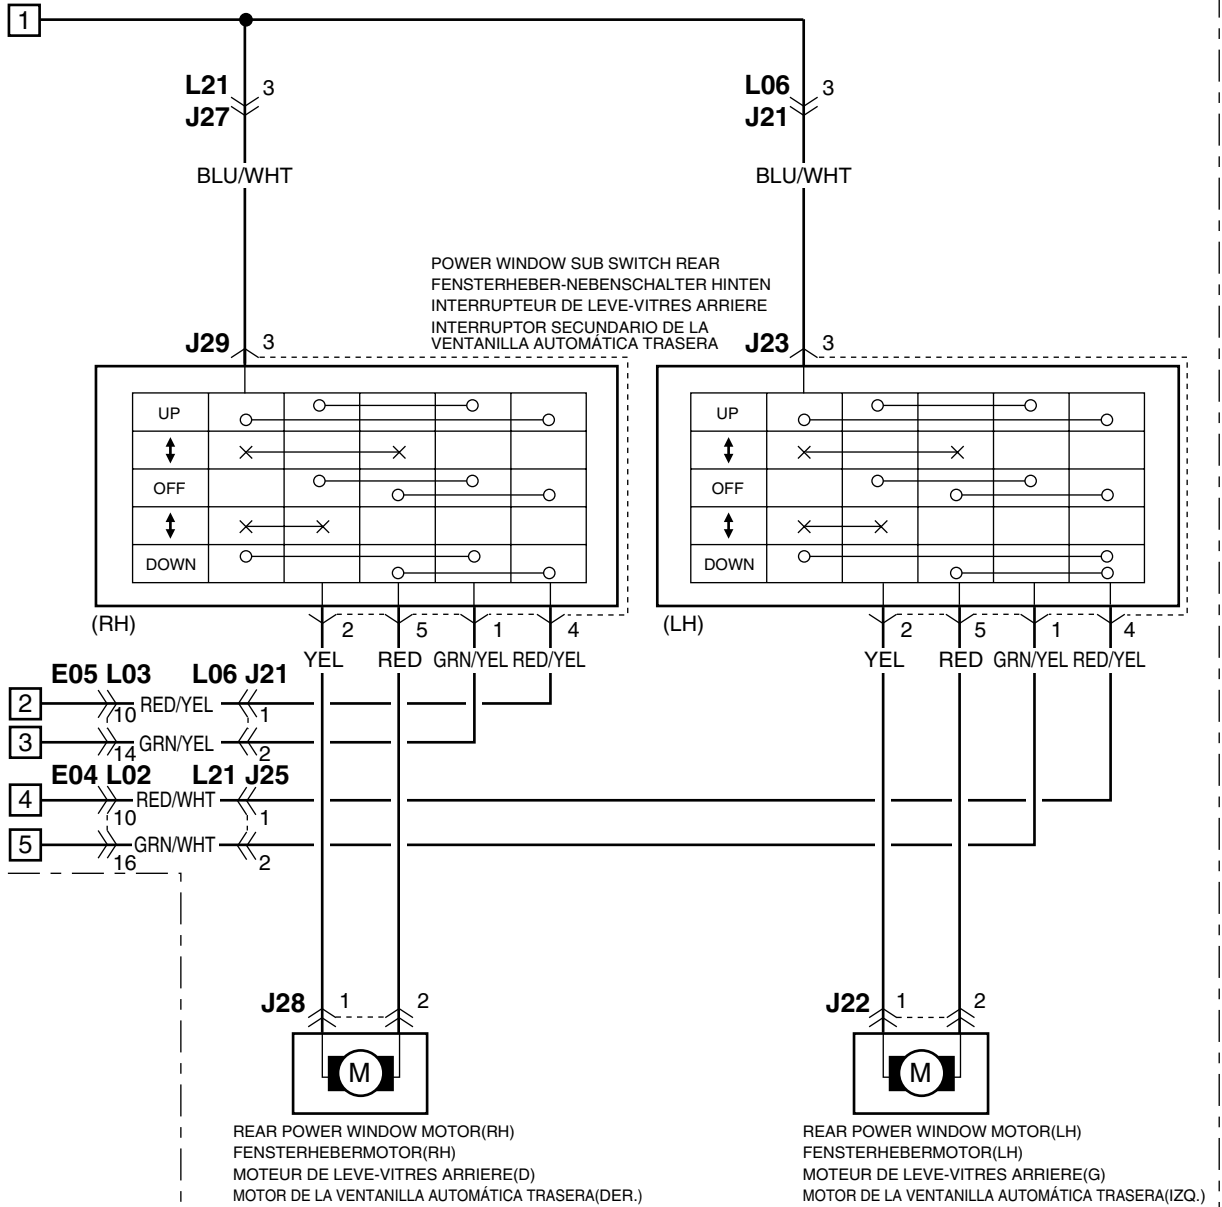 1
L21 3
J27
BLU/WHT
L06 3
J21
BLU/WHT
POWER WINDOW SUB SWITCH REAR
FENSTERHEBER-NEBENSCHALTER HINTEN
INTERRUPTEUR DE LEVE-VITRES ARRIERE
INTERRUPTOR SECUNDARIO DE LA
VENTANILLA AUTOMÁTICA TRASERA
J29 3
J23 3
UP
OFF
DOWN
UP
OFF
DOWN
(RH)
2 5 1 4
YEL RED GRN/YEL RED/YEL
(LH)
2 5 1 4
YEL RED GRN/YEL RED/YEL
E05 L03 L06 J21
2 10 RED/YEL 1
3 14 GRN/YEL 2
E04 L02 L21 J25
4 10 RED/WHT 1
5 16 GRN/WHT 2
J28 1 2
M
REAR POWER WINDOW MOTOR(RH)
FENSTERHEBERMOTOR(RH)
MOTEUR DE LEVE-VITRES ARRIERE(D)
MOTOR DE LA VENTANILLA AUTOMÁTICA TRASERA(DER.)
J22 1 2
M
REAR POWER WINDOW MOTOR(LH)
FENSTERHEBERMOTOR(LH)
MOTEUR DE LEVE-VITRES ARRIERE(G)
MOTOR DE LA VENTANILLA AUTOMÁTICA TRASERA(IZQ.)